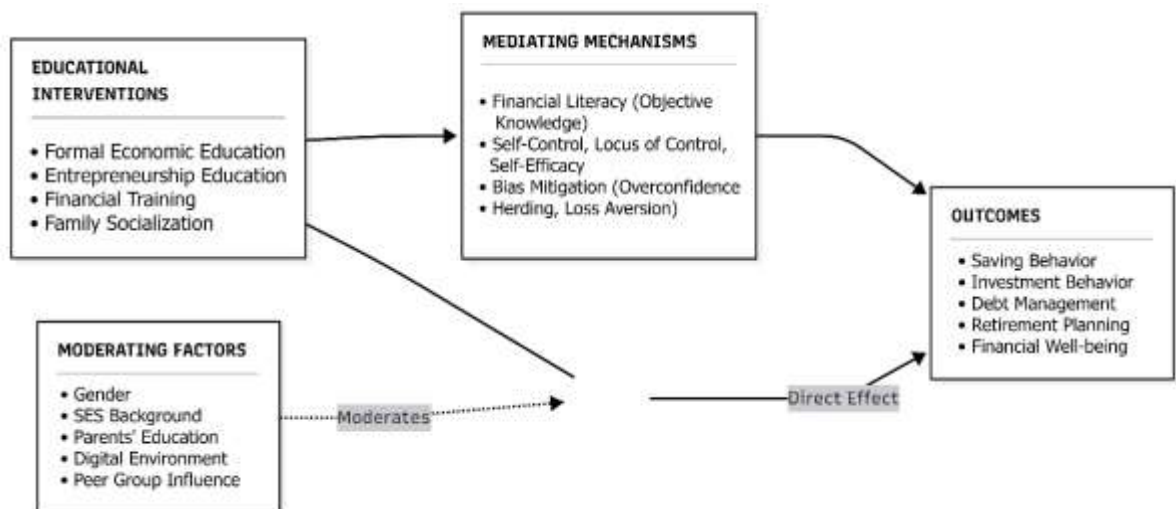 EDUCATIONAL
INTERVENTIONS
• Formal Economic Education
• Entrepreneurship Education
• Financial Training
• Family Socialization
MEDIATING MECHANISMS
• Financial Literacy (Objective
Knowledge)
• Self-Control, Locus of Control,
Self-Efficacy
• Bias Mitigation (Overconfidence
• Herding, Loss Aversion)
OUTCOMES
• Saving Behavior
• Investment Behavior
• Debt Management
• Retirement Planning
• Financial Well-being
MODERATING FACTORS
• Gender
• SES Background
• Parents' Education
• Digital Environment
• Peer Group Influence
Moderates
Direct Effect